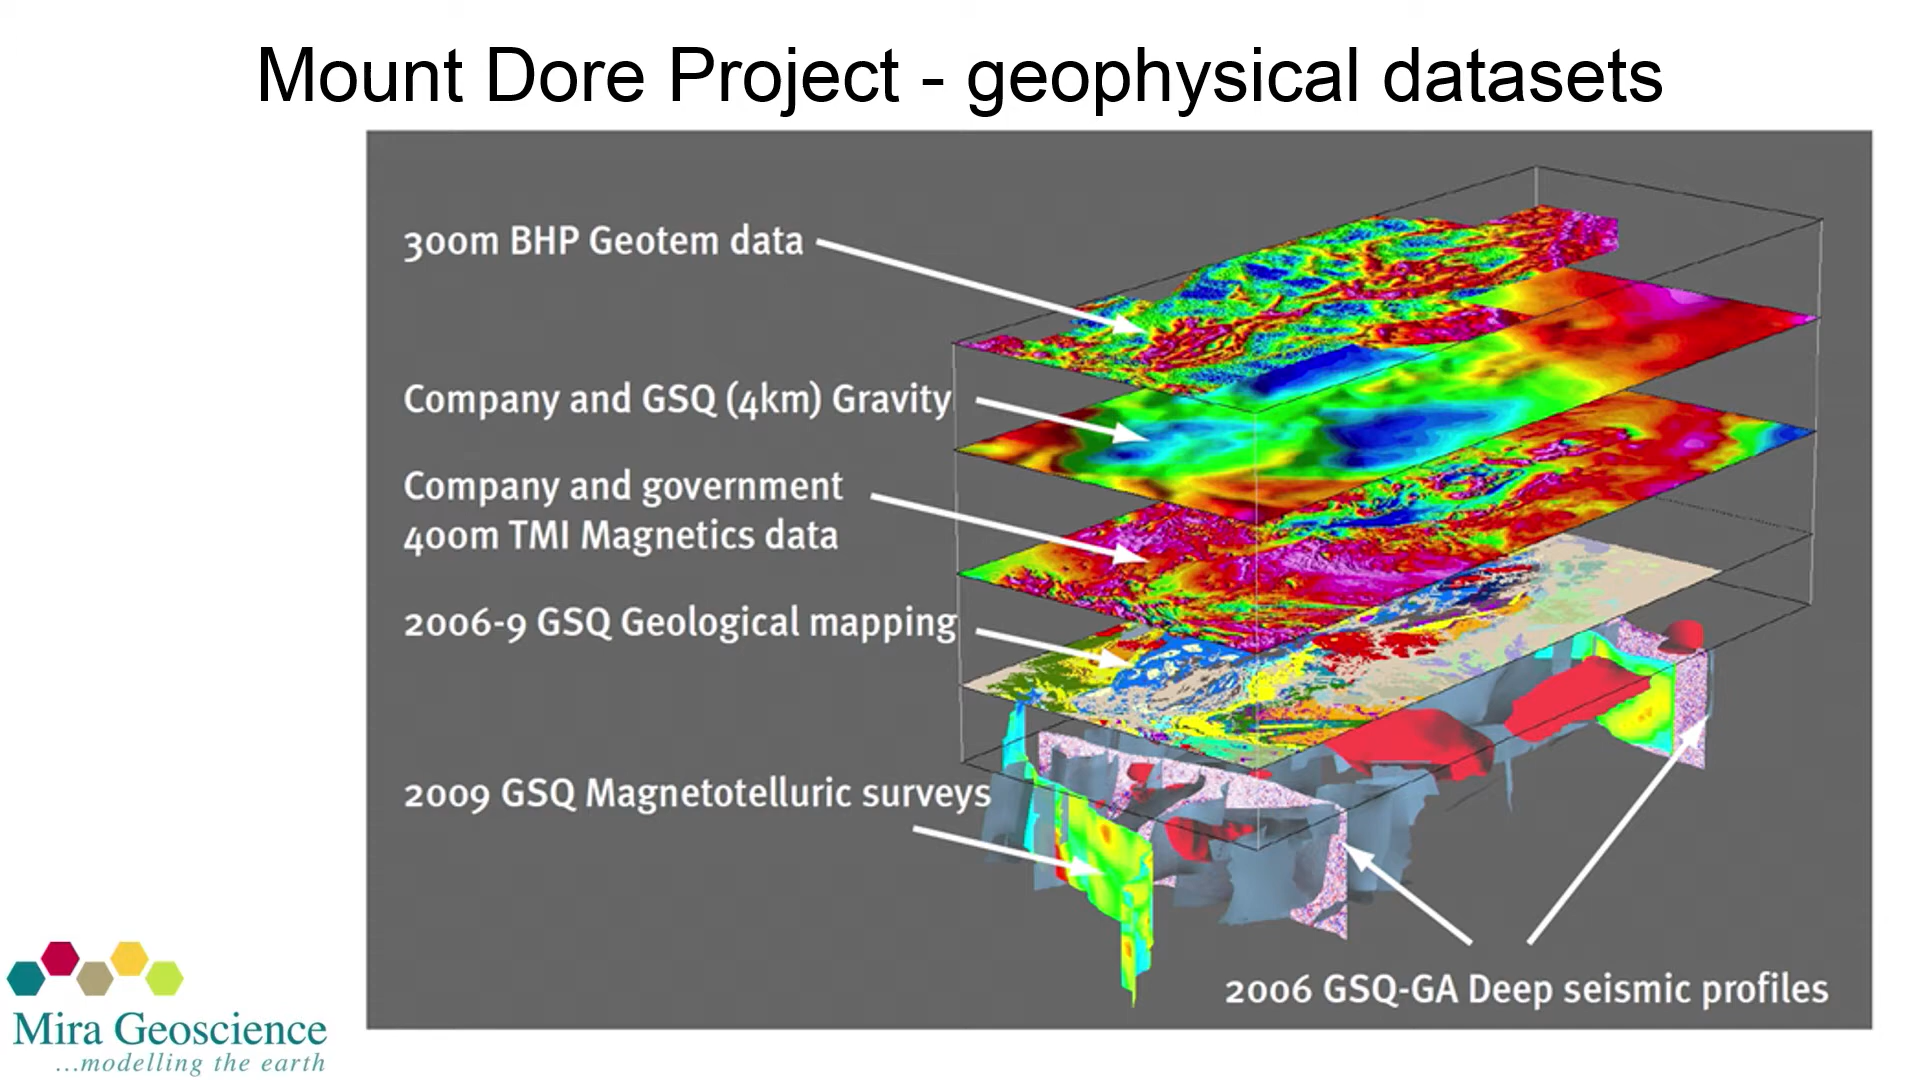 Mount Dore Project - geophysical datasets
300m BHP Geotem data
Company and GSQ (4km) Gravity
Company and government
400m TMI Magnetics data
2006-9 GSQ Geological mapping
2009 GSQ Magnetotelluric surveys
2006 GSQ-GA Deep seismic profiles
Mira Geoscience
...modelling the earth